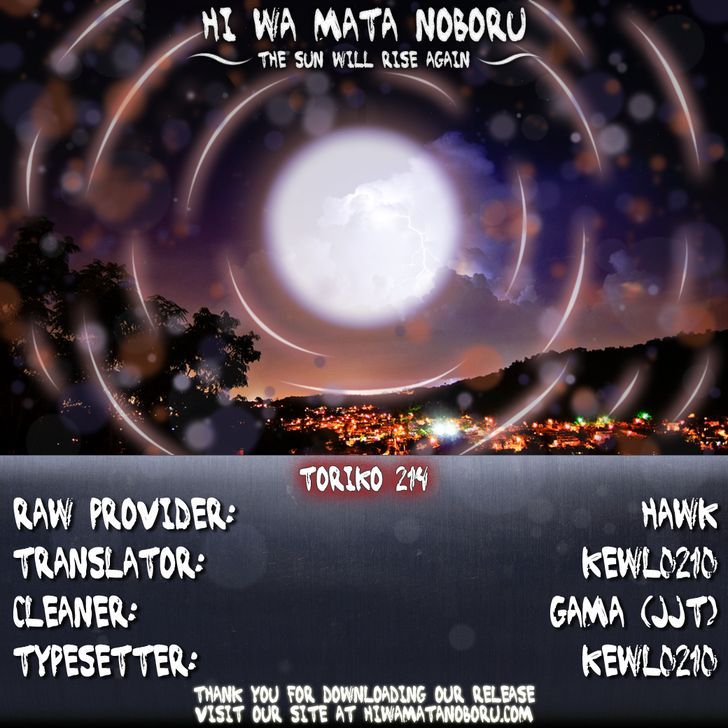 HI WA MATA NOBORU
THE SUN WILL RISE AGAIN
TORIKO 214
RAW PROVIDER: HAWK
TRANSLATOR: KEWL0210
CLEANER: GAMA (JJT)
TYPESETTER: KEWL0210
THANK YOU FOR DOWNLOADING OUR RELEASE
VISIT OUR SITE AT HIWAMATANOBORU.COM